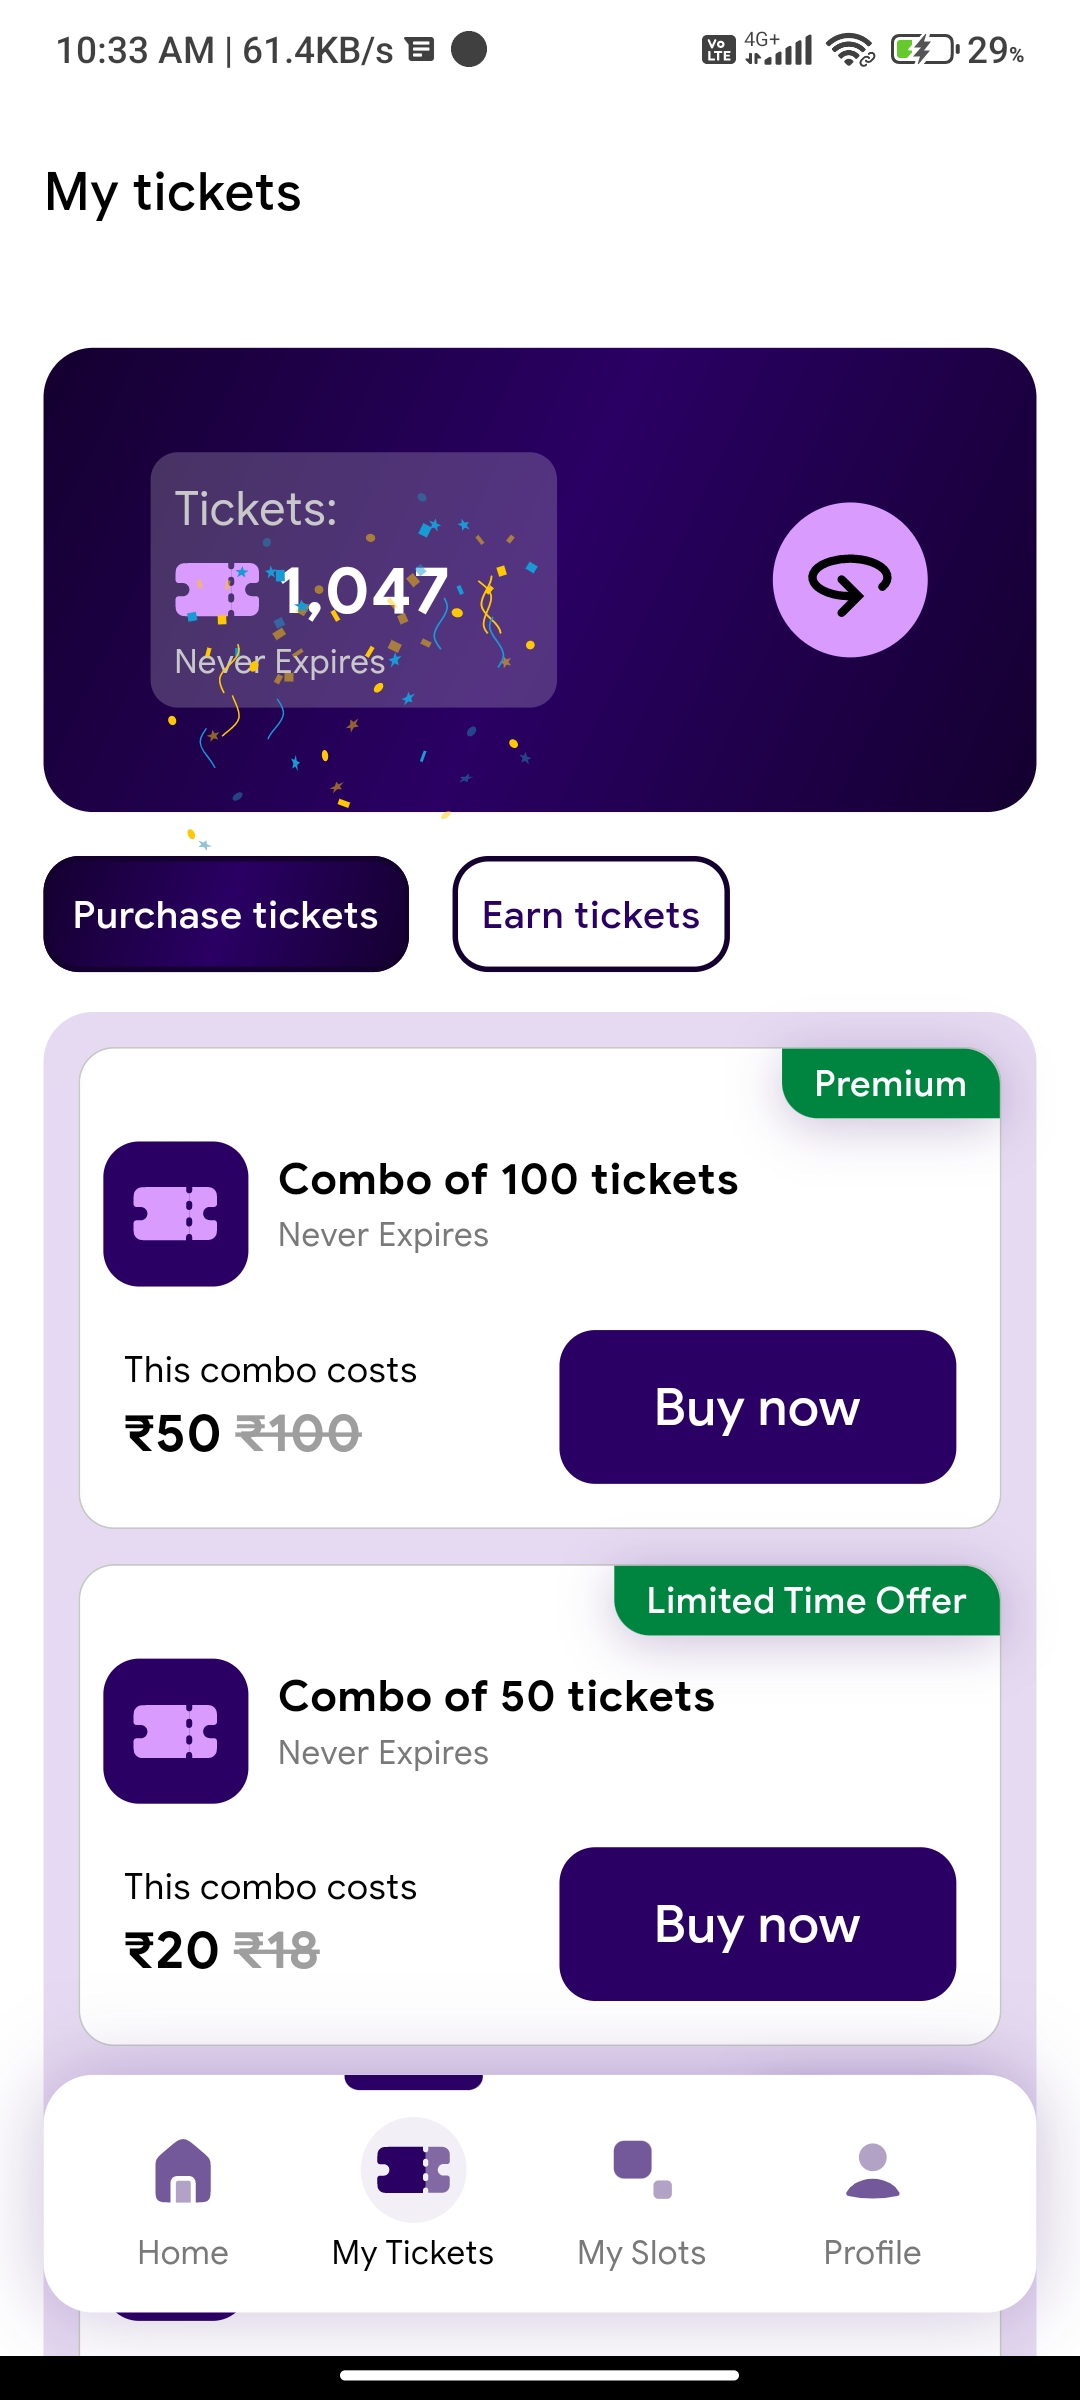 10:33 AM | 61.4KB/s Vo LTE 4G+ 29%
My tickets
Tickets:
1,047
Never Expires
Purchase tickets Earn tickets
Premium
Combo of 100 tickets
Never Expires
This combo costs
₹50 ₹100
Buy now
Limited Time Offer
Combo of 50 tickets
Never Expires
This combo costs
₹20 ₹18
Buy now
Home My Tickets My Slots Profile